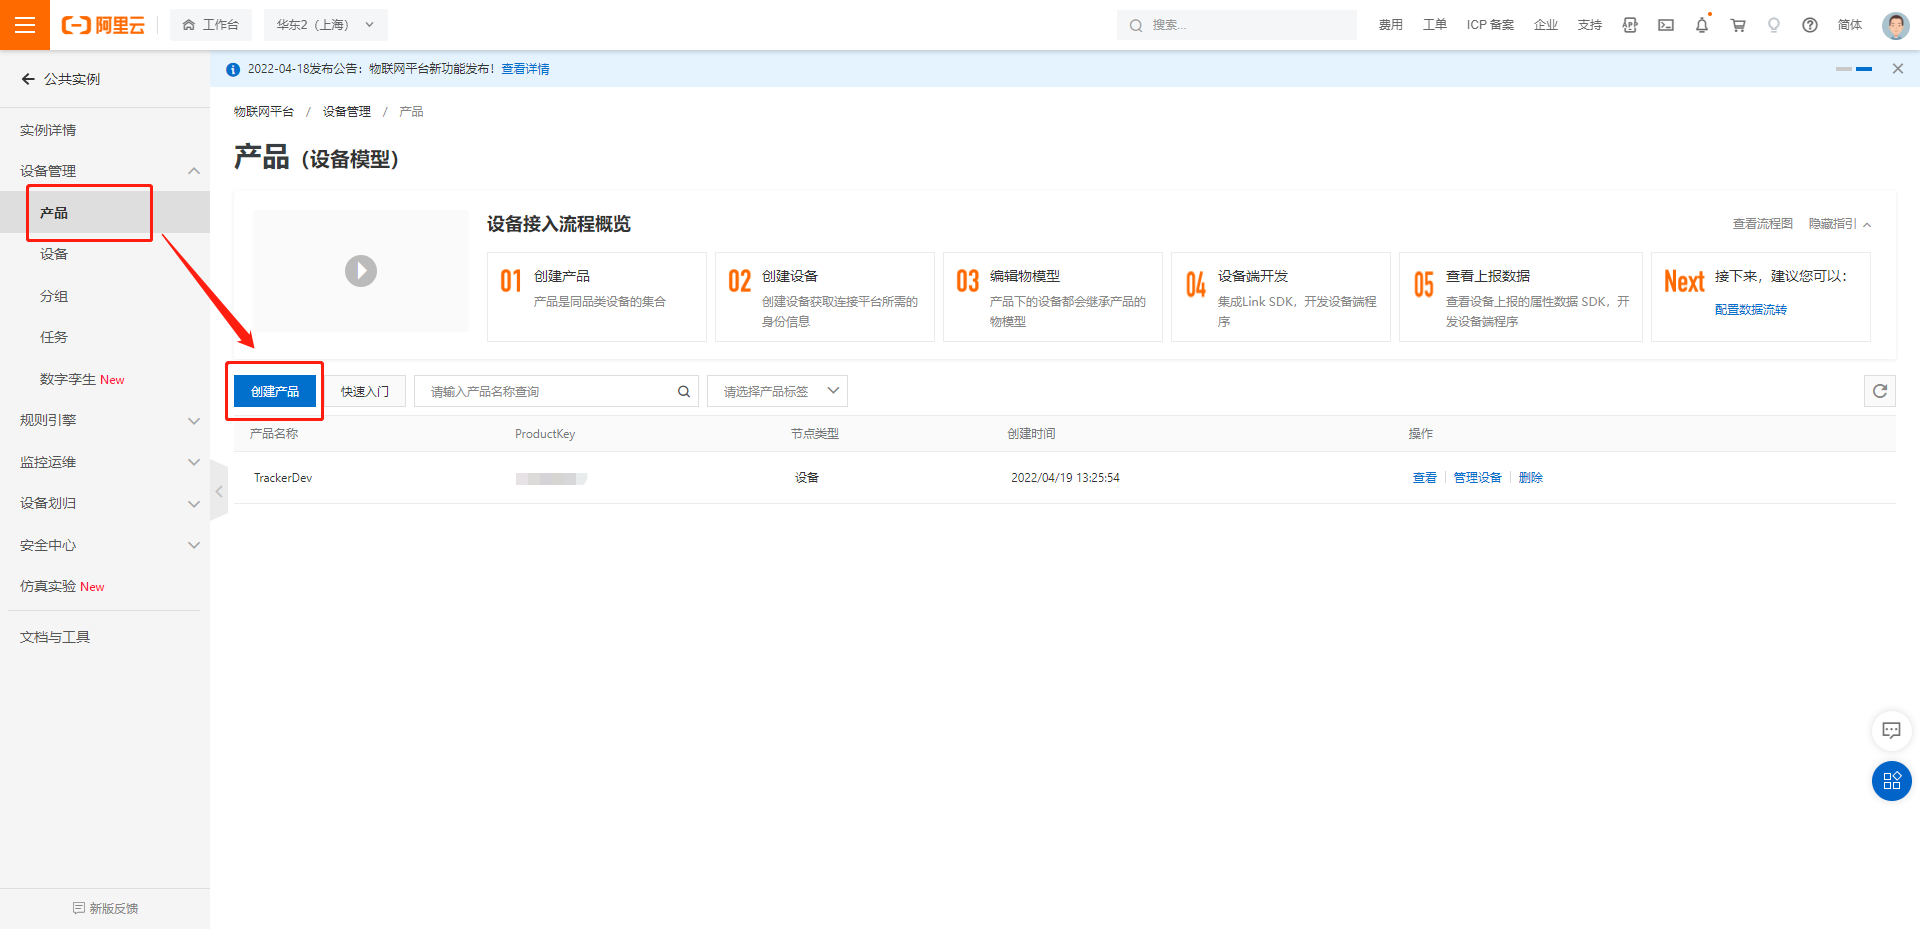 阿里云
工作台
华东2（上海）
搜索...
费用
工单
ICP 备案
企业
支持
简体
公共实例
2022-04-18发布公告：物联网平台新功能发布！查看详情
实例详情
设备管理
产品
设备
分组
任务
数字孪生 New
规则引擎
监控运维
设备划归
安全中心
仿真实验 New
文档与工具
新版反馈
物联网平台 / 设备管理 / 产品
产品（设备模型）
设备接入流程概览
查看流程图
隐藏指引
01 创建产品
产品是同品类设备的集合
02 创建设备
创建设备获取连接平台所需的
身份信息
03 编辑物模型
产品下的设备都会继承产品的
物模型
04 设备端开发
集成Link SDK，开发设备端程
序
05 查看上报数据
查看设备上报的属性数据 SDK，开
发设备端程序
Next 接下来，建议您可以：
配置数据流转
创建产品
快速入门
请输入产品名称查询
请选择产品标签
产品名称 ProductKey 节点类型 创建时间 操作
TrackerDev 设备 2022/04/19 13:25:54 查看 管理设备 删除